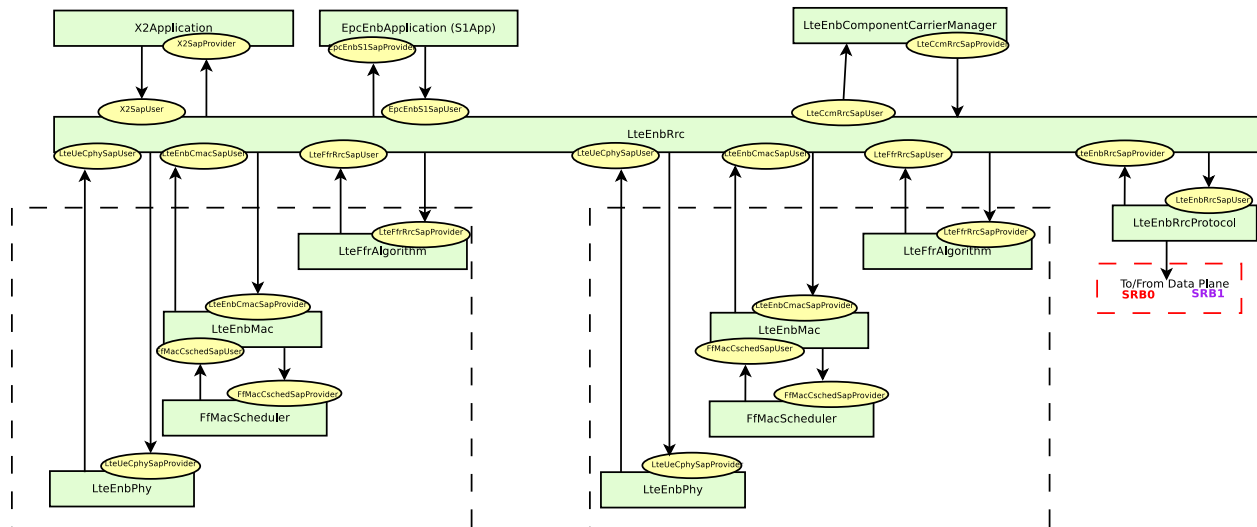 X2Application
X2SapProvider
EpcEnbApplication (S1App)
EpcEnbS1SapProvider
LteEnbComponentCarrierManager
LteCcmRrcSapProvider
X2SapUser
EpcEnbS1SapUser
LteCcmRrcSapUser
LteEnbRrc
LteUeCphySapUser
LteEnbCmacSapUser
LteFfrRrcSapUser
LteUeCphySapUser
LteEnbCmacSapUser
LteFfrRrcSapUser
LteEnbRrcSapProvider
LteEnbRrcSapUser
LteEnbRrcProtocol
LteFfrRrcSapProvider
LteFfrAlgorithm
LteFfrRrcSapProvider
LteFfrAlgorithm
To/From Data Plane
SRB0 SRB1
LteEnbCmacSapProvider
LteEnbMac
FfMacCschedSapUser
LteEnbCmacSapProvider
LteEnbMac
FfMacCschedSapUser
FfMacCschedSapProvider
FfMacScheduler
FfMacCschedSapProvider
FfMacScheduler
LteUeCphySapProvider
LteEnbPhy
LteUeCphySapProvider
LteEnbPhy